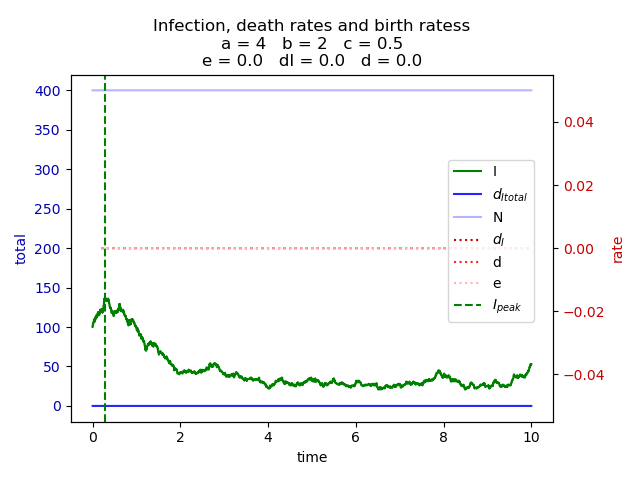 Infection, death rates and birth ratess
a = 4 b = 2 c = 0.5
e = 0.0 dI = 0.0 d = 0.0
400
350
300
250
200
150
100
50
0
total
0.04
0.02
0.00
−0.02
−0.04
rate
I
d_{Itotal}
N
d_I
d
e
I_{peak}
0 2 4 6 8 10
time